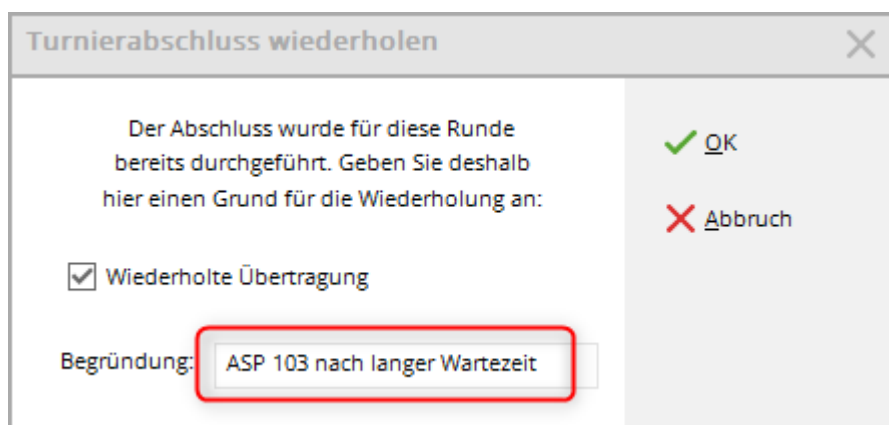 Turnierabschluss wiederholen
Der Abschluss wurde für diese Runde
bereits durchgeführt. Geben Sie deshalb
hier einen Grund für die Wiederholung an:
OK
Abbruch
Wiederholte Übertragung
Begründung: ASP 103 nach langer Wartezeit